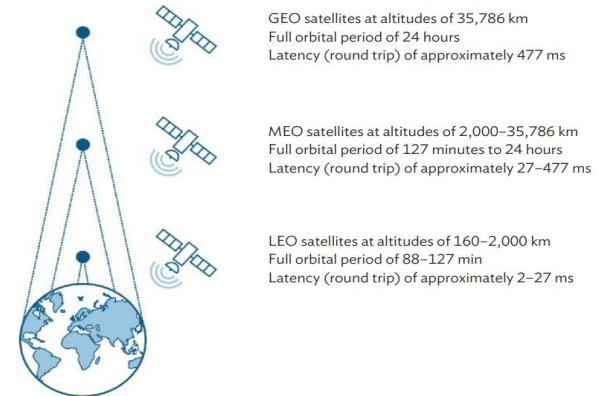 GEO satellites at altitudes of 35,786 km
Full orbital period of 24 hours
Latency (round trip) of approximately 477 ms
MEO satellites at altitudes of 2,000–35,786 km
Full orbital period of 127 minutes to 24 hours
Latency (round trip) of approximately 27–477 ms
LEO satellites at altitudes of 160–2,000 km
Full orbital period of 88–127 min
Latency (round trip) of approximately 2–27 ms